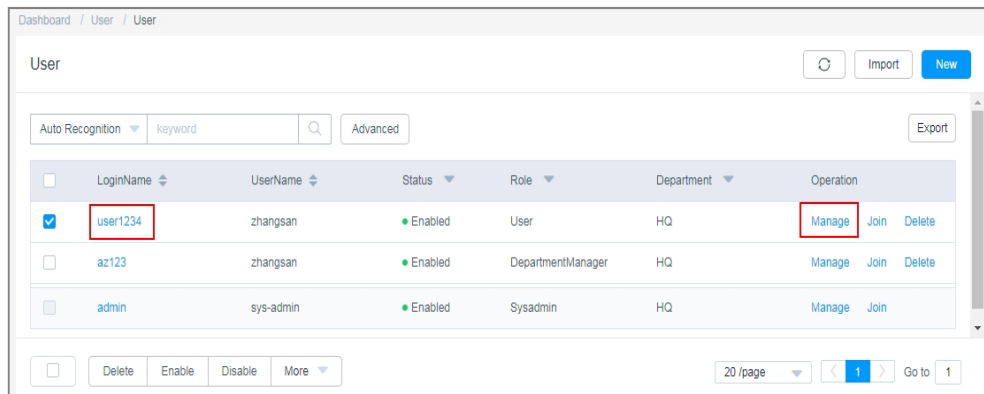 Dashboard / User / User
User Import New
Auto Recognition keyword Advanced Export
LoginName UserName Status Role Department Operation
user1234 zhangsan Enabled User HQ Manage Join Delete
az123 zhangsan Enabled DepartmentManager HQ Manage Join Delete
admin sys-admin Enabled Sysadmin HQ Manage Join
Delete Enable Disable More 20 /page 1 Go to 1